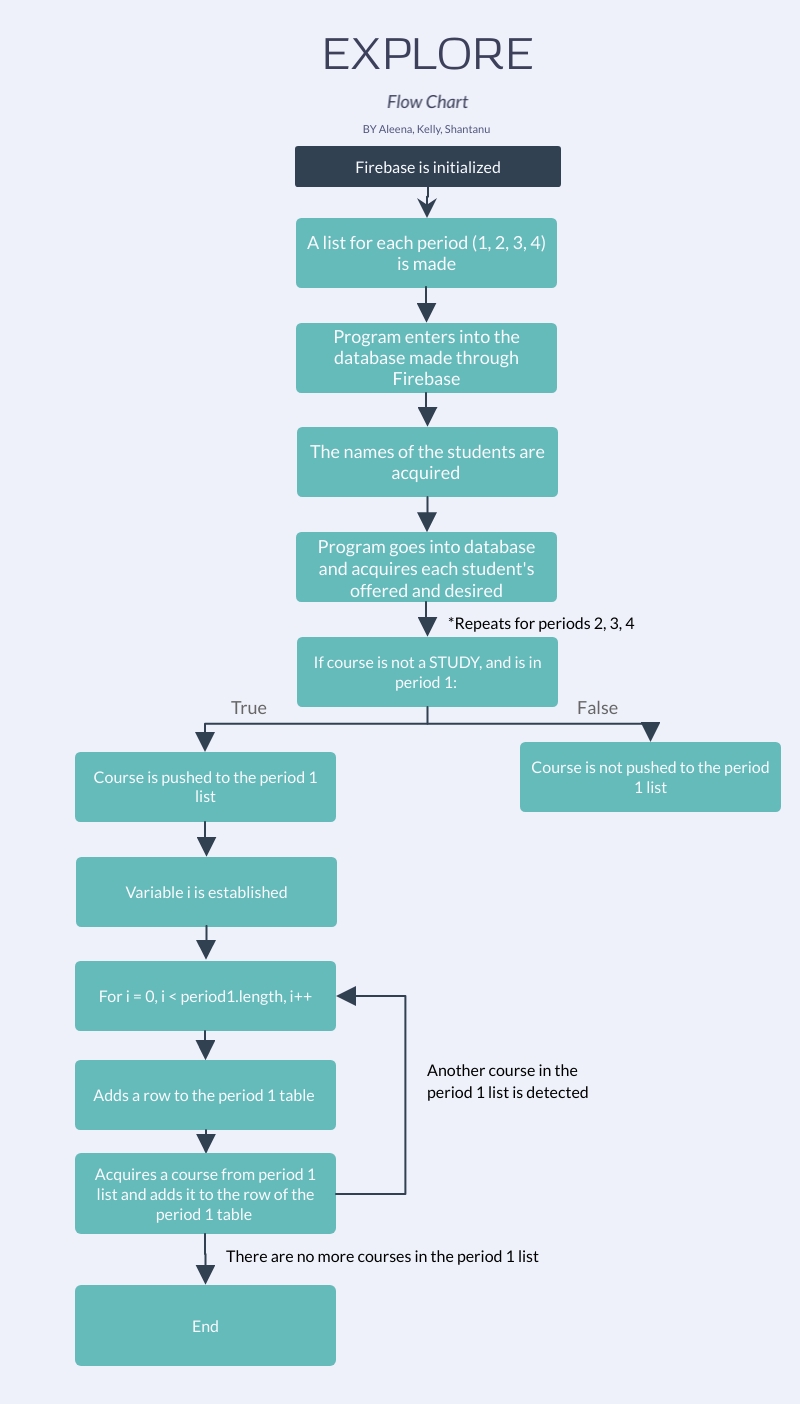 EXPLORE
Flow Chart
BY Aleena, Kelly, Shantanu
Firebase is initialized
A list for each period (1, 2, 3, 4)
is made
Program enters into the
database made through
Firebase
The names of the students are
acquired
Program goes into database
and acquires each student's
offered and desired
*Repeats for periods 2, 3, 4
If course is not a STUDY, and is in
period 1:
True
False
Course is pushed to the period 1
list
Course is not pushed to the period
1 list
Variable i is established
For i = 0, i < period1.length, i++
Another course in the
period 1 list is detected
Adds a row to the period 1 table
Acquires a course from period 1
list and adds it to the row of the
period 1 table
There are no more courses in the period 1 list
End